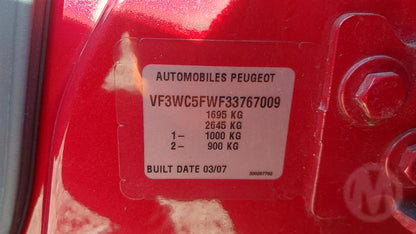 AUTOMOBILES PEUGEOT
VF3WC5FWF33767009
1695 KG
2645 KG
1- 1000 KG
2- 900 KG
BUILT DATE 03/07